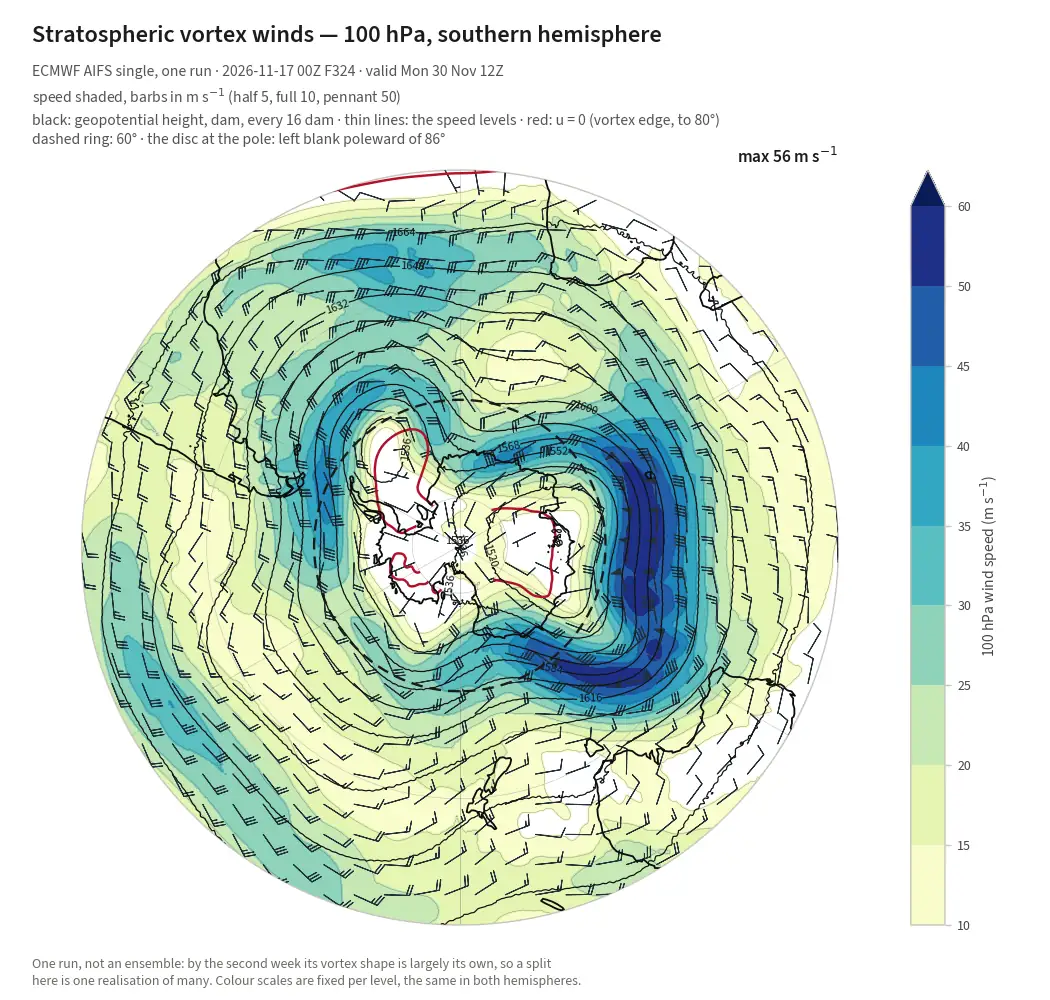 Stratospheric vortex winds — 100 hPa, southern hemisphere
ECMWF AIFS single, one run · 2026-11-17 00Z F324 · valid Mon 30 Nov 12Z
speed shaded, barbs in m s⁻¹ (half 5, full 10, pennant 50)
black: geopotential height, dam, every 16 dam · thin lines: the speed levels · red: u = 0 (vortex edge, to 80°)
dashed ring: 60° · the disc at the pole: left blank poleward of 86°
max 56 m s⁻¹
60
50
45
40
35
30
25
20
15
10
100 hPa wind speed (m s⁻¹)
1664
1648
1632
1600
1568
1552
1536
1536
1520
1536
1584
1616
One run, not an ensemble: by the second week its vortex shape is largely its own, so a split
here is one realisation of many. Colour scales are fixed per level, the same in both hemispheres.